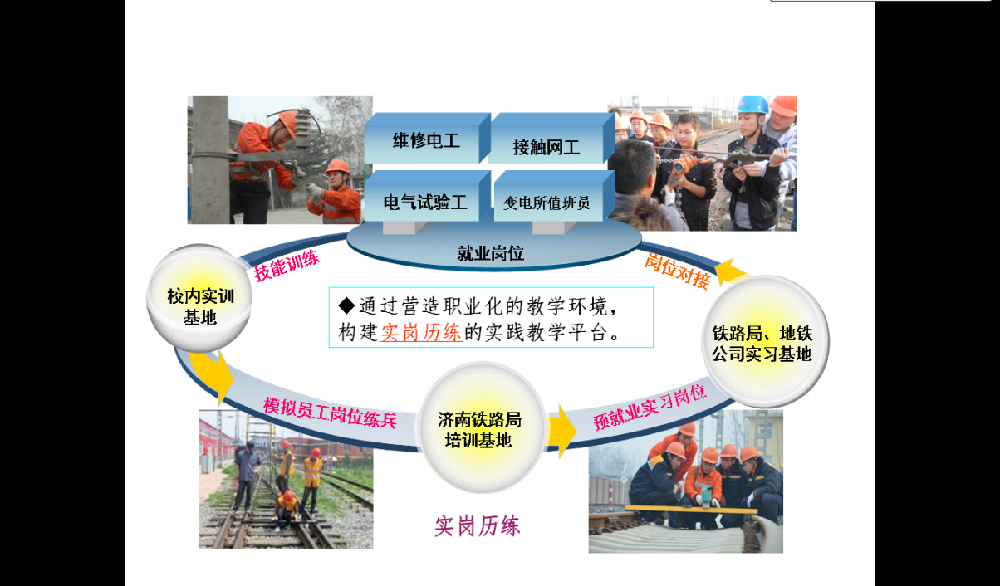 维修电工
接触网工
电气试验工
变电所值班员
就业岗位
技能训练
岗位对接
校内实训
基地
◆通过营造职业化的教学环境，
构建实岗历练的实践教学平台。
铁路局、地铁
公司实习基地
模拟员工岗位练兵
济南铁路局
培训基地
预就业实习岗位
实岗历练